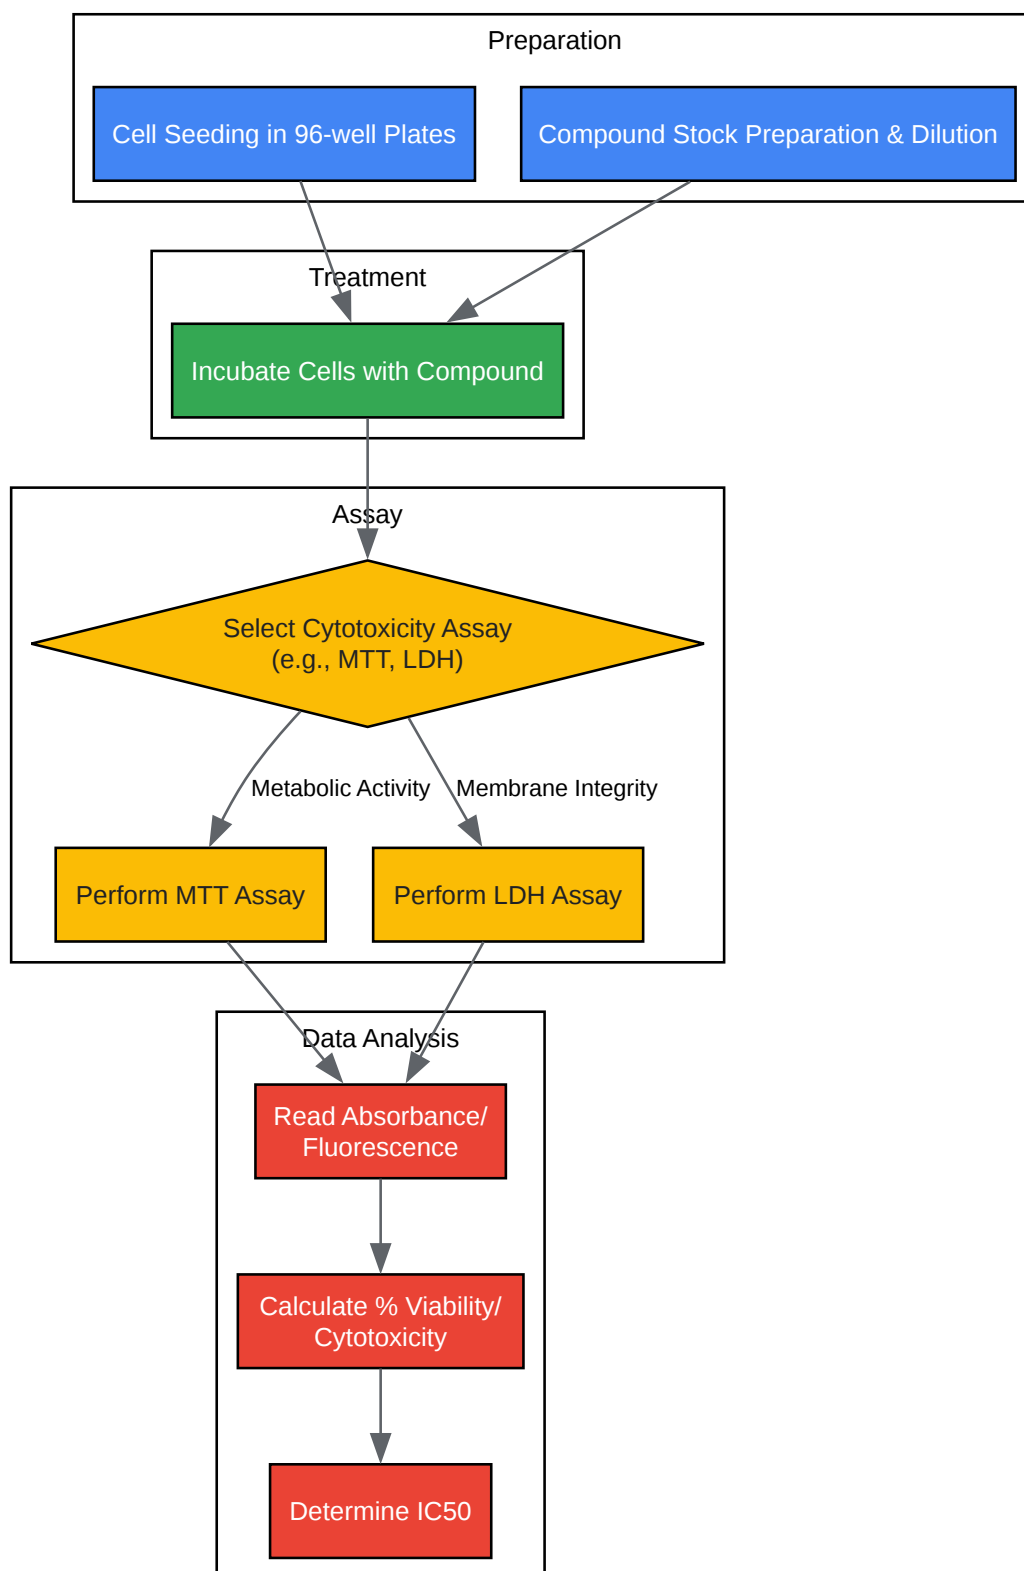 Preparation
Cell Seeding in 96-well Plates
Compound Stock Preparation & Dilution
Treatment
Incubate Cells with Compound
Assay
Select Cytotoxicity Assay
(e.g., MTT, LDH)
Metabolic Activity
Membrane Integrity
Perform MTT Assay
Perform LDH Assay
Data Analysis
Read Absorbance/
Fluorescence
Calculate % Viability/
Cytotoxicity
Determine IC50